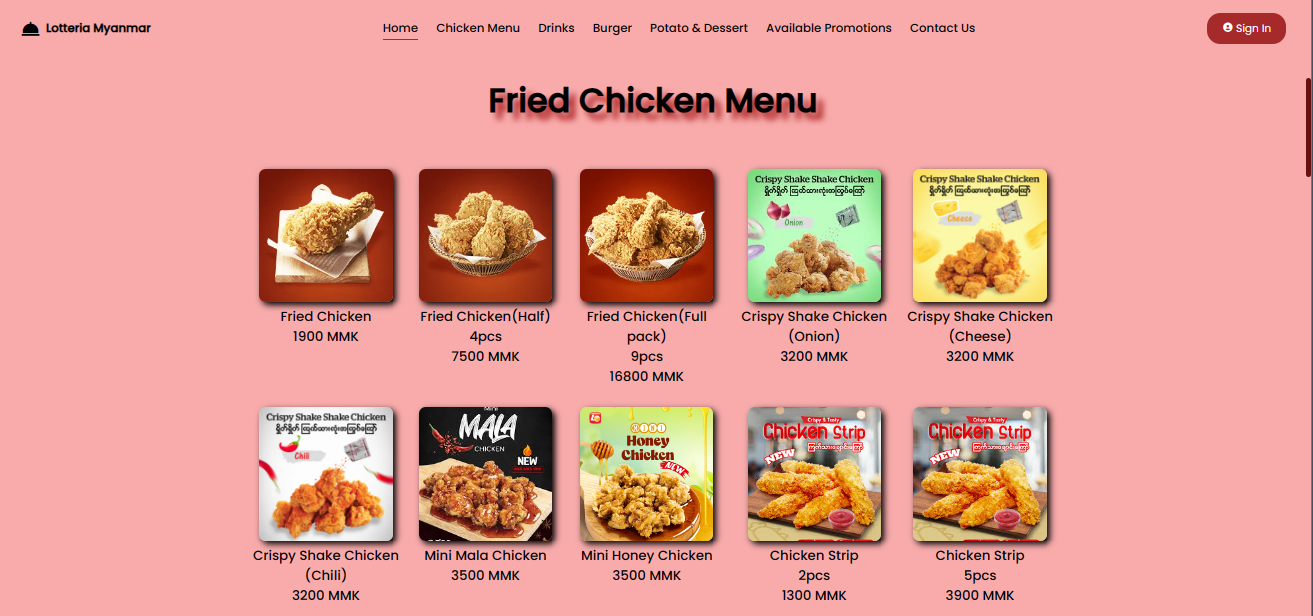 Lotteria Myanmar
Home
Chicken Menu
Drinks
Burger
Potato & Dessert
Available Promotions
Contact Us
Sign In
Fried Chicken Menu
Crispy Shake Shake Chicken
Onion
Crispy Shake Shake Chicken
Cheese
Fried Chicken
1900 MMK
Fried Chicken(Half)
4pcs
7500 MMK
Fried Chicken(Full
pack)
9pcs
16800 MMK
Crispy Shake Chicken
(Onion)
3200 MMK
Crispy Shake Chicken
(Cheese)
3200 MMK
Crispy Shake Shake Chicken
Chili
Mini
MALA
CHICKEN
NEW
MINI
Honey
Chicken
NEW
Crispy & Tasty
Chicken Strip
NEW
Crispy & Tasty
Chicken Strip
NEW
Crispy Shake Chicken
(Chili)
3200 MMK
Mini Mala Chicken
3500 MMK
Mini Honey Chicken
3500 MMK
Chicken Strip
2pcs
1300 MMK
Chicken Strip
5pcs
3900 MMK